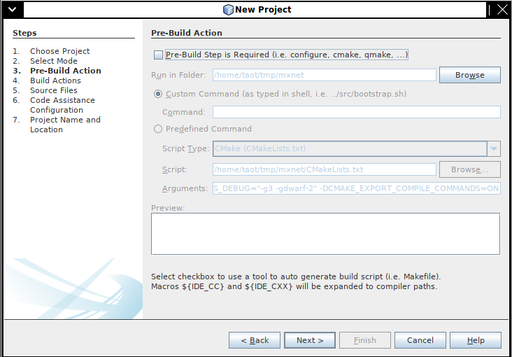 New Project
Steps
1. Choose Project
2. Select Mode
3. Pre-Build Action
4. Build Actions
5. Source Files
6. Code Assistance
Configuration
7. Project Name and
Location
Pre-Build Action
Pre-Build Step is Required (i.e. configure, cmake, qmake, ...)
Run in Folder: /home/taot/tmp/mxnet Browse
Custom Command (as typed in shell, i.e. ../src/bootstrap.sh)
Command:
Predefined Command
Script Type: CMake (CMakeLists.txt)
Script: /home/taot/tmp/mxnet/CMakeLists.txt Browse...
Arguments: S_DEBUG="-g3 -gdwarf-2" -DCMAKE_EXPORT_COMPILE_COMMANDS=ON
Preview:
Select checkbox to use a tool to auto generate build script (i.e. Makefile).
Macros ${IDE_CC} and ${IDE_CXX} will be expanded to compiler paths.
< Back Next > Finish Cancel Help